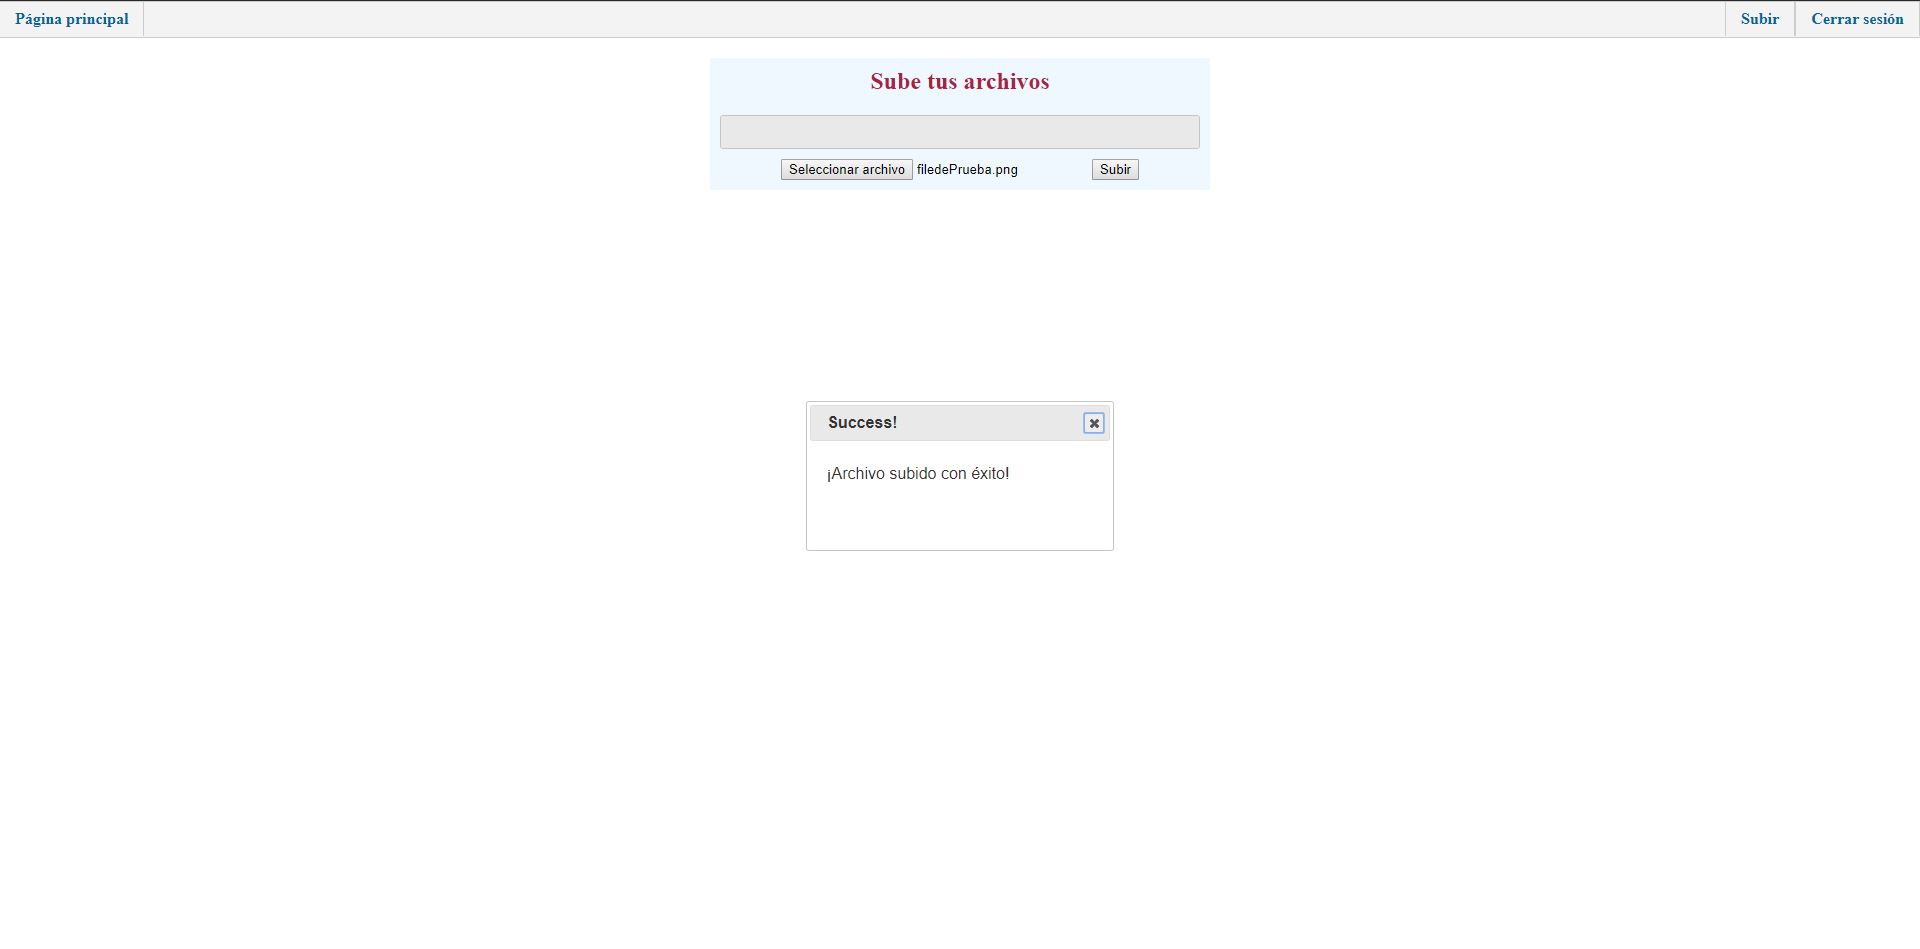 Página principal
Subir
Cerrar sesión
Sube tus archivos
Seleccionar archivo filedePrueba.png
Subir
Success!
¡Archivo subido con éxito!